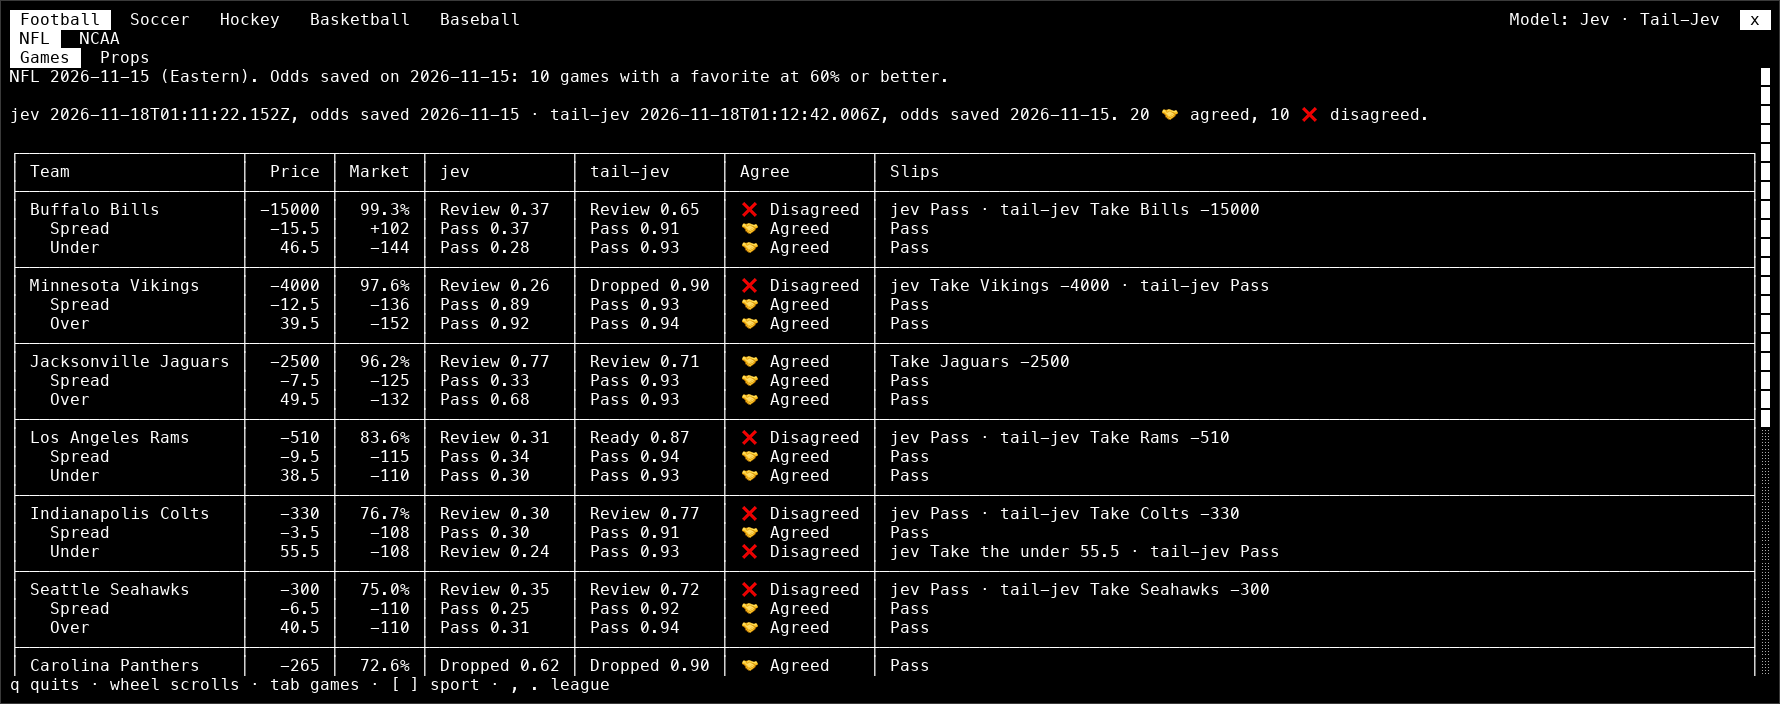 Football Soccer Hockey Basketball Baseball Model: Jev · Tail-Jev x
NFL NCAA
Games Props
NFL 2026-11-15 (Eastern). Odds saved on 2026-11-15: 10 games with a favorite at 60% or better.
jev 2026-11-18T01:11:22.152Z, odds saved 2026-11-15 · tail-jev 2026-11-18T01:12:42.006Z, odds saved 2026-11-15. 20 🤝 agreed, 10 ❌ disagreed.
Team Price Market jev tail-jev Agree Slips
Buffalo Bills -15000 99.3% Review 0.37 Review 0.65 ❌ Disagreed jev Pass · tail-jev Take Bills -15000
Spread -15.5 +102 Pass 0.37 Pass 0.91 🤝 Agreed Pass
Under 46.5 -144 Pass 0.28 Pass 0.93 🤝 Agreed Pass
Minnesota Vikings -4000 97.6% Review 0.26 Dropped 0.90 ❌ Disagreed jev Take Vikings -4000 · tail-jev Pass
Spread -12.5 -136 Pass 0.89 Pass 0.93 🤝 Agreed Pass
Over 39.5 -152 Pass 0.92 Pass 0.94 🤝 Agreed Pass
Jacksonville Jaguars -2500 96.2% Review 0.77 Review 0.71 🤝 Agreed Take Jaguars -2500
Spread -7.5 -125 Pass 0.33 Pass 0.93 🤝 Agreed Pass
Over 49.5 -132 Pass 0.68 Pass 0.93 🤝 Agreed Pass
Los Angeles Rams -510 83.6% Review 0.31 Ready 0.87 ❌ Disagreed jev Pass · tail-jev Take Rams -510
Spread -9.5 -115 Pass 0.34 Pass 0.94 🤝 Agreed Pass
Under 38.5 -110 Pass 0.30 Pass 0.93 🤝 Agreed Pass
Indianapolis Colts -330 76.7% Review 0.30 Review 0.77 ❌ Disagreed jev Pass · tail-jev Take Colts -330
Spread -3.5 -108 Pass 0.30 Pass 0.91 🤝 Agreed Pass
Under 55.5 -108 Review 0.24 Pass 0.93 ❌ Disagreed jev Take the under 55.5 · tail-jev Pass
Seattle Seahawks -300 75.0% Review 0.35 Review 0.72 ❌ Disagreed jev Pass · tail-jev Take Seahawks -300
Spread -6.5 -110 Pass 0.25 Pass 0.92 🤝 Agreed Pass
Over 40.5 -110 Pass 0.31 Pass 0.94 🤝 Agreed Pass
Carolina Panthers -265 72.6% Dropped 0.62 Dropped 0.90 🤝 Agreed Pass
q quits · wheel scrolls · tab games · [ ] sport · , . league